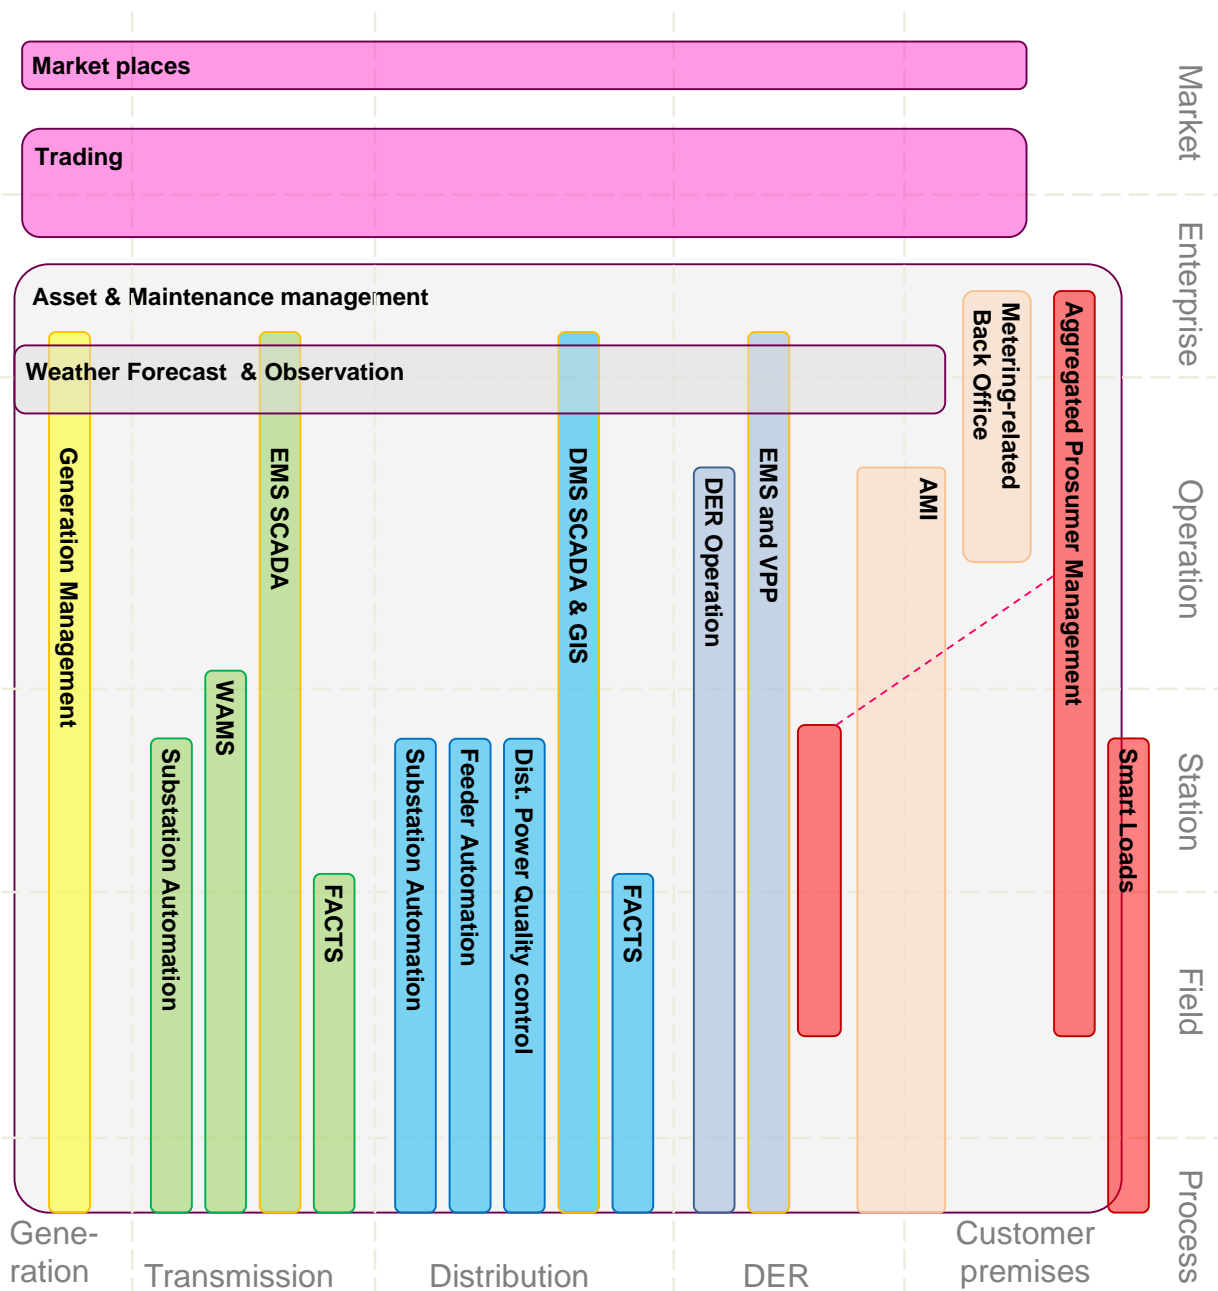 Market places
Trading
Asset & Maintenance management
Weather Forecast  & Observation
Generation Management
Substation Automation
WAMS
EMS SCADA
FACTS
Substation Automation
Feeder Automation
Dist. Power Quality control
DMS SCADA & GIS
FACTS
DER Operation
EMS and VPP
AMI
Metering-related
Back Office
Aggregated Prosumer Management
Smart Loads
Market
Enterprise
Operation
Station
Field
Process
Gene-
ration
Transmission
Distribution
DER
Customer
premises